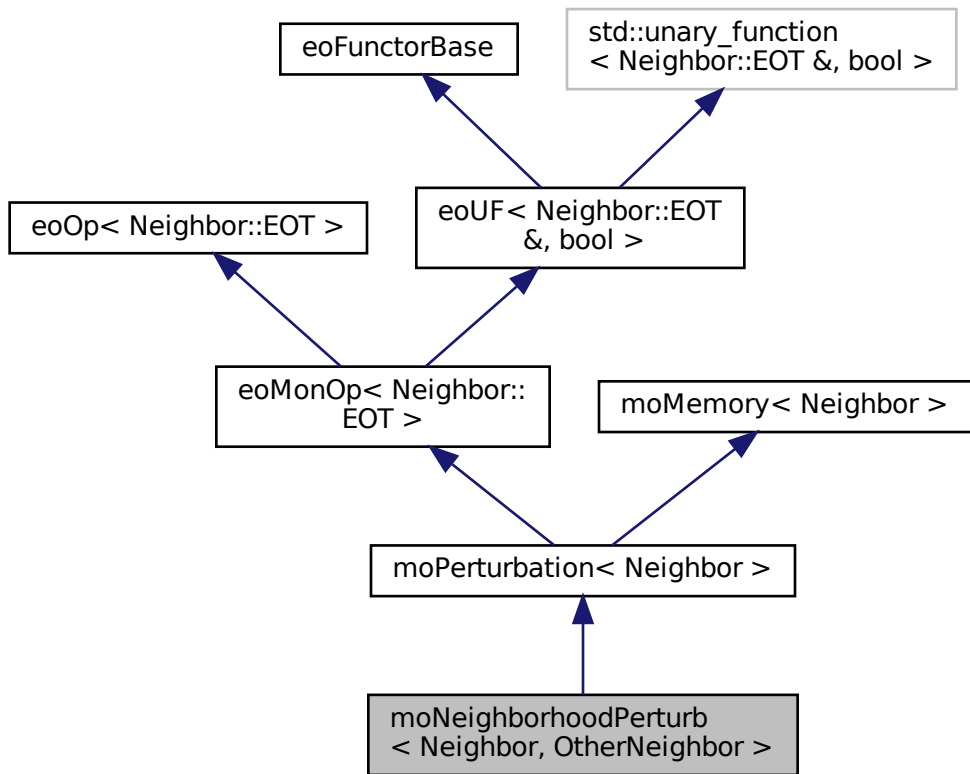 eoFunctorBase
std::unary_function
< Neighbor::EOT &, bool >
eoOp< Neighbor::EOT >
eoUF< Neighbor::EOT
&, bool >
eoMonOp< Neighbor::
EOT >
moMemory< Neighbor >
moPerturbation< Neighbor >
moNeighborhoodPerturb
< Neighbor, OtherNeighbor >